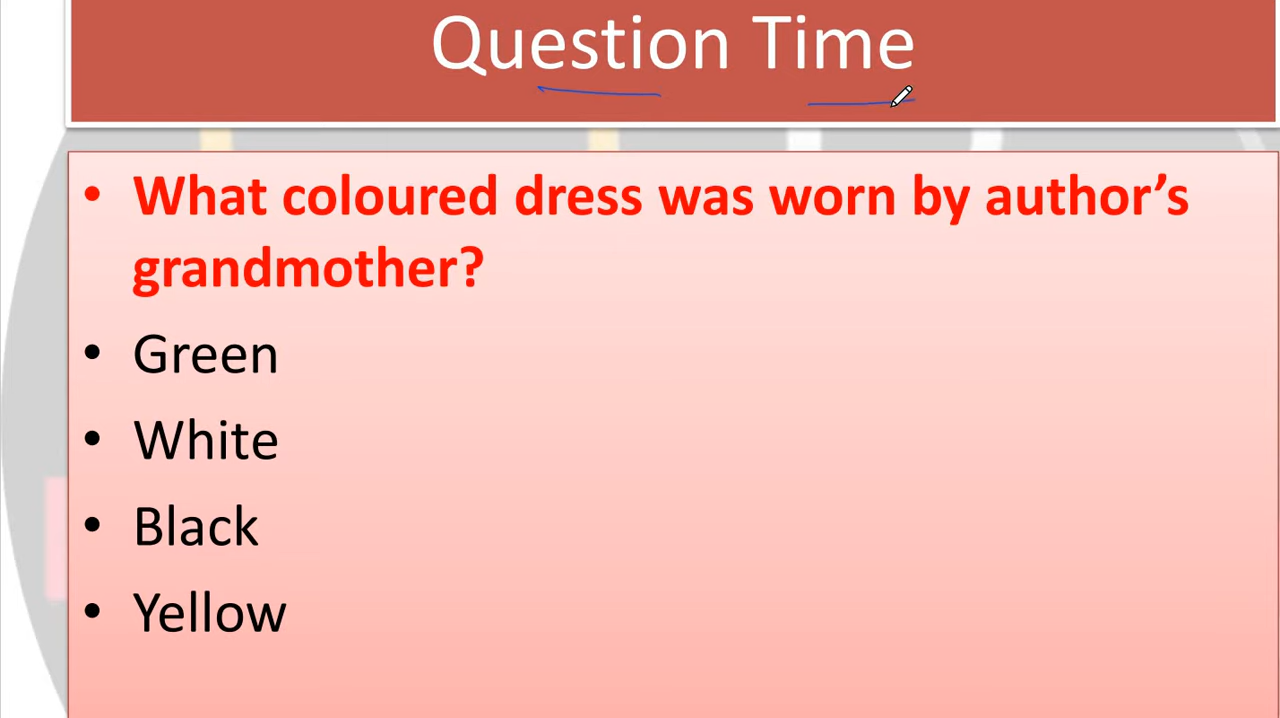 Question Time
• What coloured dress was worn by author’s
grandmother?
• Green
• White
• Black
• Yellow